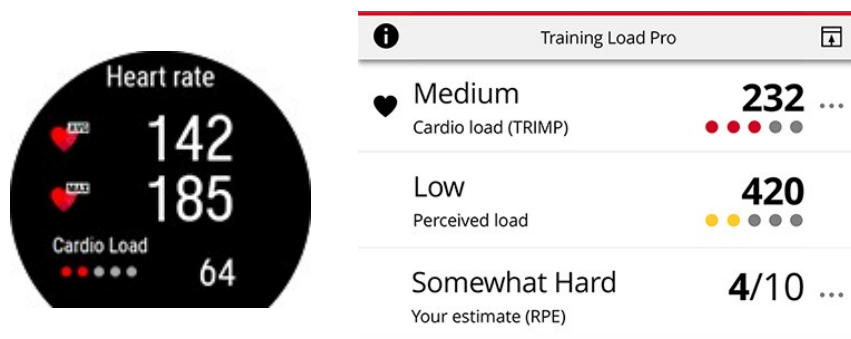 Heart rate
AVG 142
MAX 185
Cardio Load
64
Training Load Pro
Medium 232
Cardio load (TRIMP)
Low 420
Perceived load
Somewhat Hard 4/10
Your estimate (RPE)